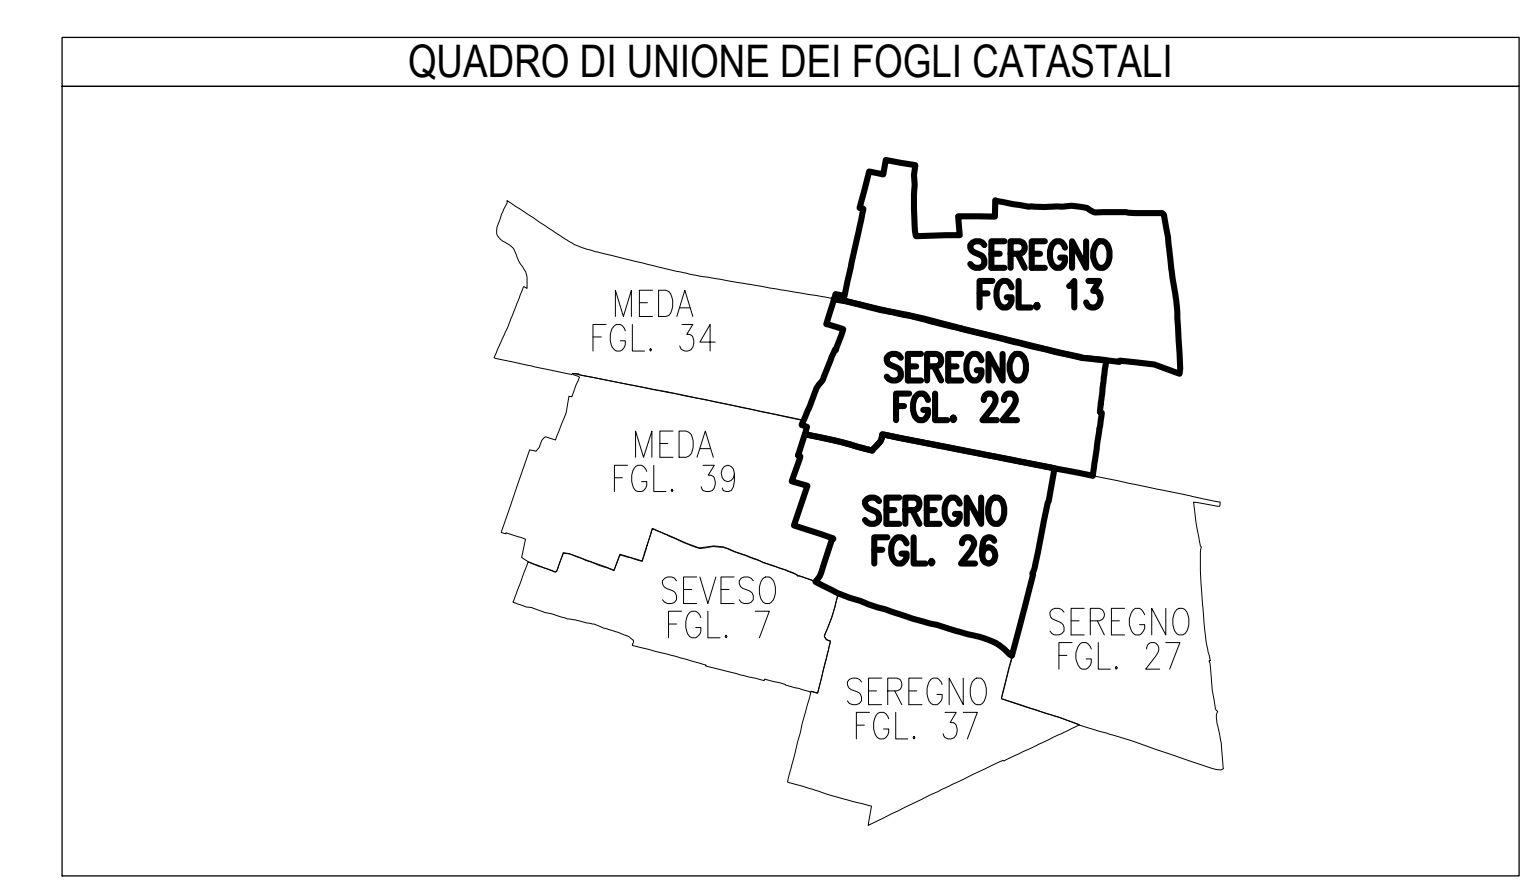 QUADRO DI UNIONE DEI FOGLI CATASTALI
SEREGNO
FGL. 13
MEDA
FGL. 34
SEREGNO
FGL. 22
MEDA
FGL. 39
SEREGNO
FGL. 26
SEVESO
FGL. 7
SEREGNO
FGL. 27
SEREGNO
FGL. 37